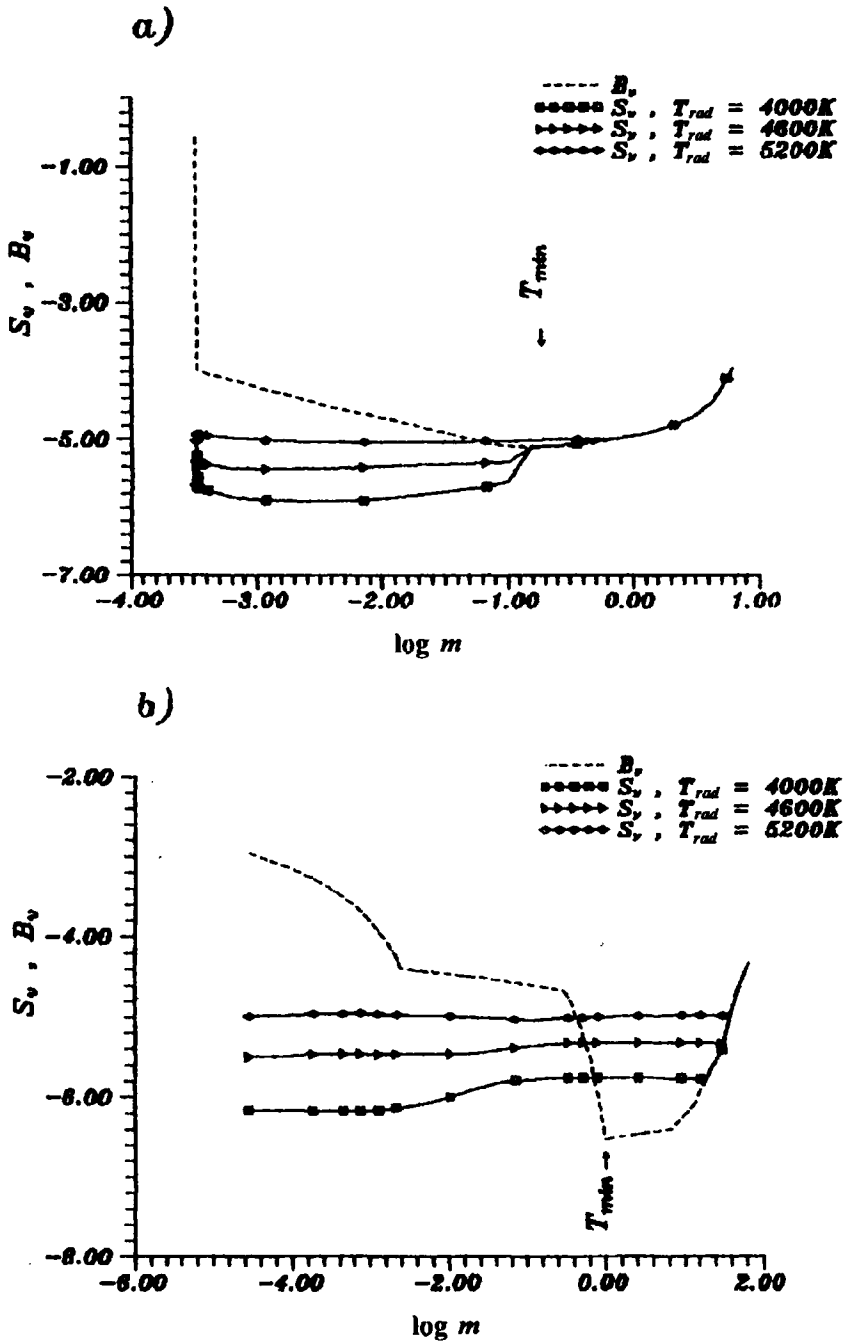 a)
B_ν
S_ν , T_rad = 4000K
S_ν , T_rad = 4600K
S_ν , T_rad = 5200K
−1.00
−3.00
−5.00
−7.00
S_ν , B_ν
T_min
−4.00 −3.00 −2.00 −1.00 0.00 1.00
log m
b)
B_ν
S_ν , T_rad = 4000K
S_ν , T_rad = 4600K
S_ν , T_rad = 5200K
−2.00
−4.00
−6.00
−8.00
S_ν , B_ν
T_min
−6.00 −4.00 −2.00 0.00 2.00
log m